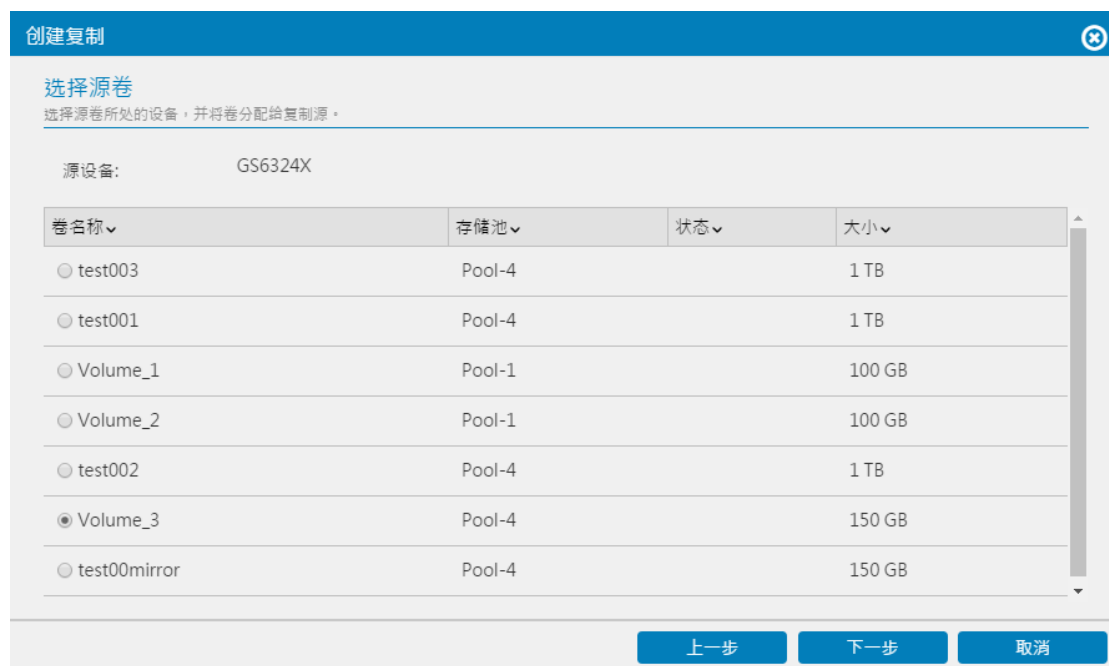 创建复制
选择源卷
选择源卷所处的设备，并将卷分配给复制源。
源设备: GS6324X
卷名称 存储池 状态 大小
test003 Pool-4 1 TB
test001 Pool-4 1 TB
Volume_1 Pool-1 100 GB
Volume_2 Pool-1 100 GB
test002 Pool-4 1 TB
Volume_3 Pool-4 150 GB
test00mirror Pool-4 150 GB
上一步 下一步 取消